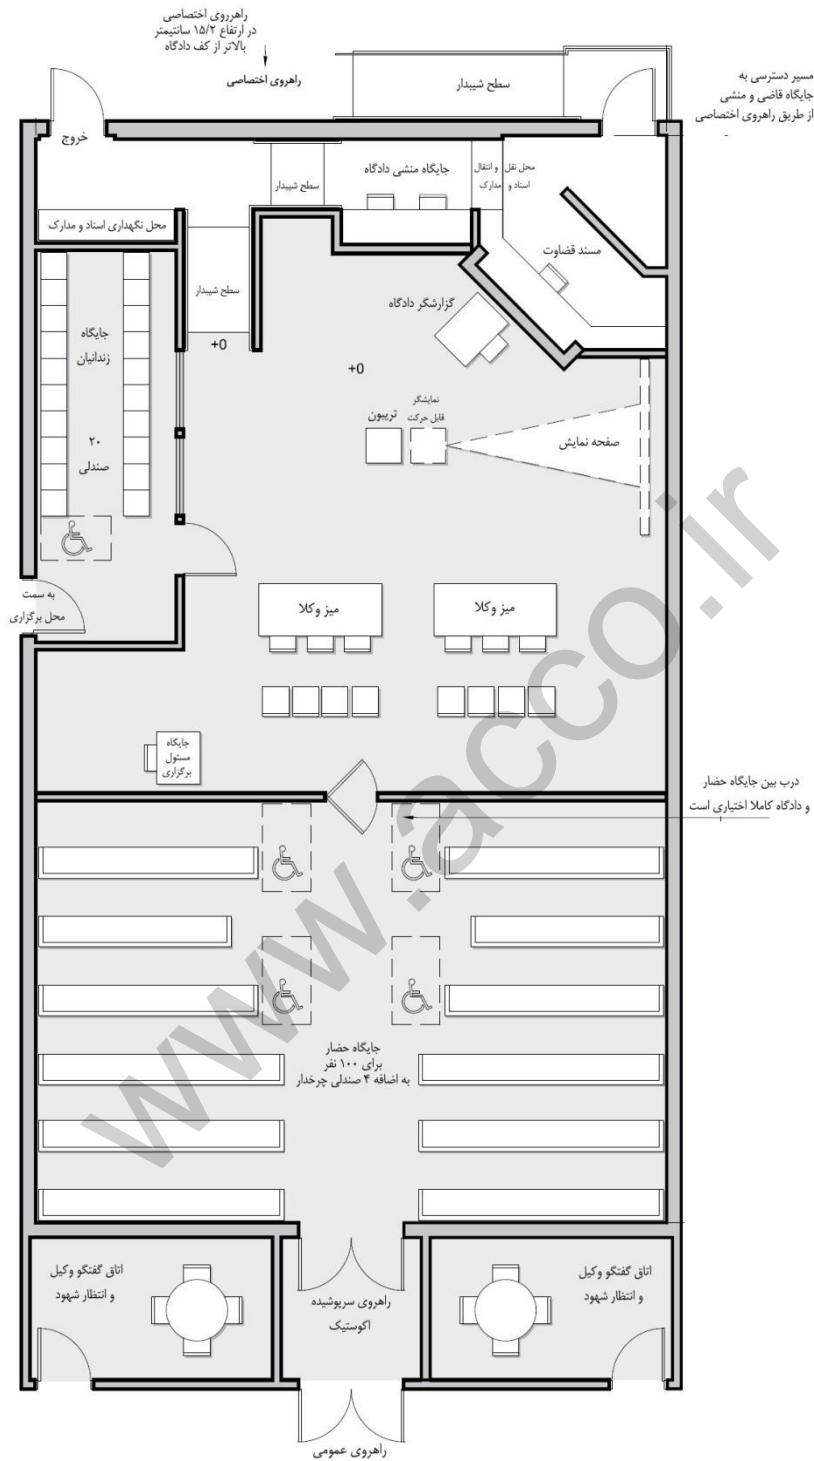 راهرروی اختصاصی
در ارتفاع ۱۵/۲ سانتیمتر
بالاتر از کف دادگاه
راهروی اختصاصی
سطح شیبدار
مسیر دسترسی به
جایگاه قاضی و منشی
از طریق راهروی اختصاصی
خروج
جایگاه منشی دادگاه
محل نقل و انتقال
اسناد و مدارک
سطح شیبدار
محل نگهداری اسناد و مدارک
مسند قضاوت
سطح شیبدار
گزارشگر دادگاه
جایگاه
زندانیان
۲۰
صندلی
+0
+0
نمایشگر
قابل حرکت
تریبون
صفحه نمایش
به سمت
محل برگزاری
میز وکلا
میز وکلا
جایگاه
مسئول
برگزاری
درب بین جایگاه حضار
و دادگاه کاملا اختیاری است
جایگاه حضار
برای ۱۰۰ نفر
به اضافه ۴ صندلی چرخدار
اتاق گفتگو وکیل
و انتظار شهود
راهروی سرپوشیده
اکوستیک
اتاق گفتگو وکیل
و انتظار شهود
راهروی عمومی
www.acco.ir